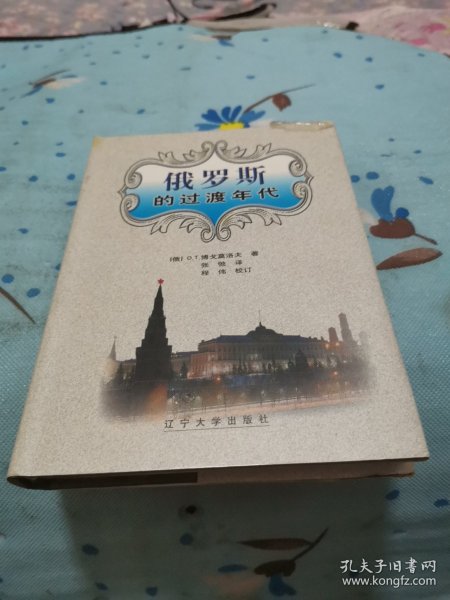 俄罗斯
的过渡年代
[俄] О.Т.博戈莫洛夫 著
张 驰 译
程 伟 校订
辽宁大学出版社
孔夫子旧书网
www.kongfz.com